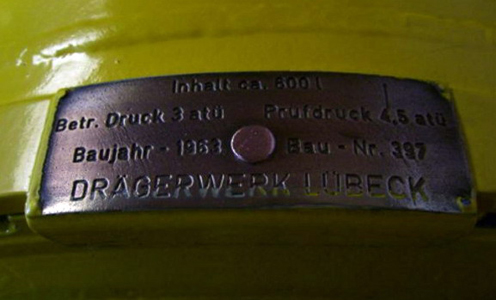 Inhalt ca. 600 l
Betr. Druck 3 atü Prüfdruck 4,5 atü
Baujahr - 1963 Bau - Nr. 397
DRÄGERWERK LÜBECK